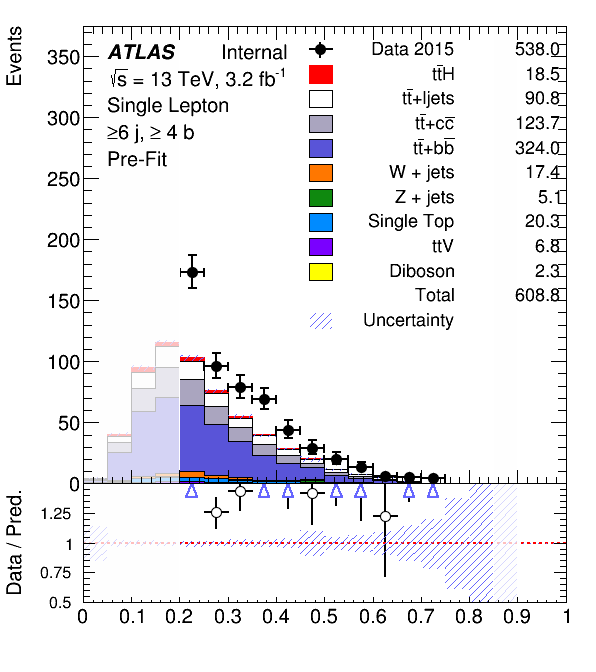 Events
350
300
250
200
150
100
50
0
ATLAS Internal
√s = 13 TeV, 3.2 fb-1
Single Lepton
≥6 j, ≥ 4 b
Pre-Fit
Data 2015 538.0
tt̄H 18.5
tt̄+ljets 90.8
tt̄+cc̄ 123.7
tt̄+bb̄ 324.0
W + jets 17.4
Z + jets 5.1
Single Top 20.3
ttV 6.8
Diboson 2.3
Total 608.8
Uncertainty
Data / Pred.
1.25
1
0.75
0.5
0 0.1 0.2 0.3 0.4 0.5 0.6 0.7 0.8 0.9 1